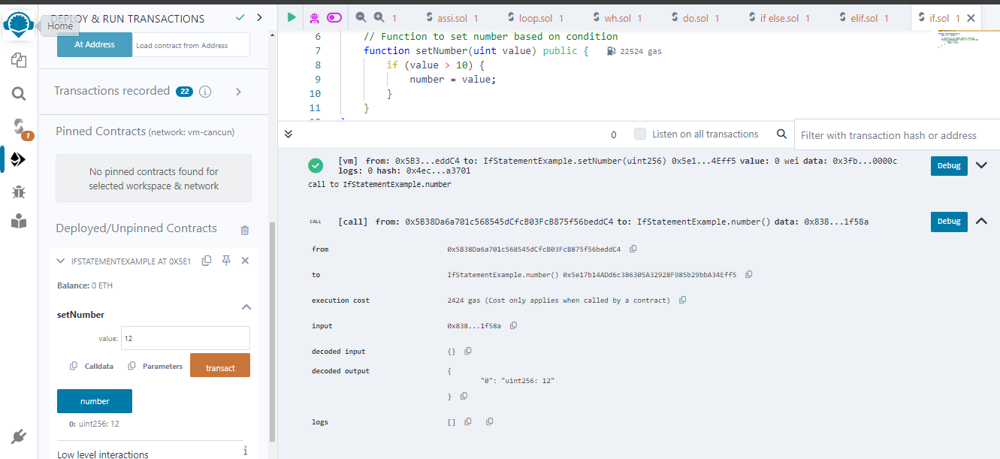 DEPLOY & RUN TRANSACTIONS
Home
At Address
Load contract from Address
Transactions recorded 22
Pinned Contracts (network: vm-cancun)
No pinned contracts found for
selected workspace & network
1
Deployed/Unpinned Contracts
IFSTATEMENTEXAMPLE AT 0X5E1
Balance: 0 ETH
setNumber
value: 12
Calldata Parameters transact
number
0: uint256: 12
Low level interactions
1 assi.sol 1 loop.sol 1 wh.sol 1 do.sol 1 if else.sol 1 elif.sol 1 if.sol 1
6 // Function to set number based on condition
7 function setNumber(uint value) public { 22524 gas
8 if (value > 10) {
9 number = value;
10 }
11 }
0 Listen on all transactions Filter with transaction hash or address
[vm] from: 0x5B3...eddC4 to: IfStatementExample.setNumber(uint256) 0x5e1...4Eff5 value: 0 wei data: 0x3fb...0000c
logs: 0 hash: 0x4ec...a3701
Debug
call to IfStatementExample.number
CALL [call] from: 0x5B38Da6a701c568545dCfcB03FcB875f56beddC4 to: IfStatementExample.number() data: 0x838...1f58a
Debug
from 0x5B38Da6a701c568545dCfcB03FcB875f56beddC4
to IfStatementExample.number() 0x5e17b14ADd6c386305A32928F985b29bbA34Eff5
execution cost 2424 gas (Cost only applies when called by a contract)
input 0x838...1f58a
decoded input {}
decoded output {
"0": "uint256: 12"
}
logs []